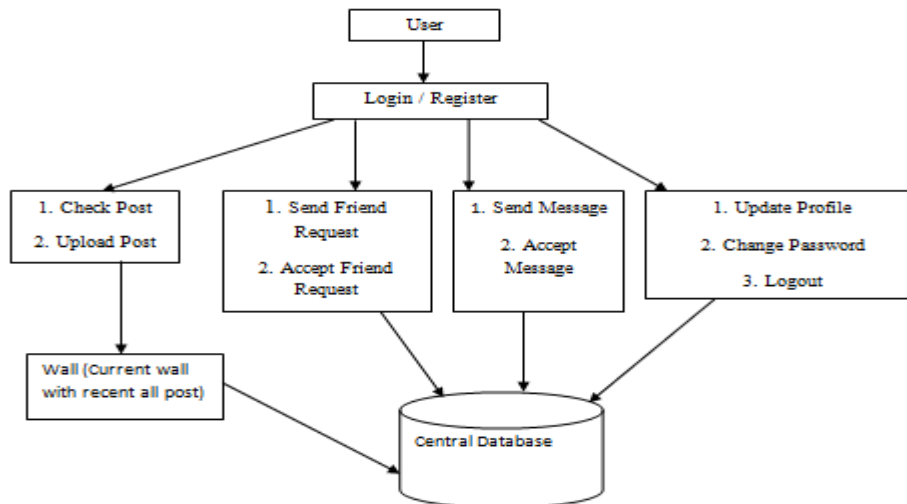 User
Login / Register
1. Check Post
2. Upload Post
1. Send Friend
Request
2. Accept Friend
Request
1. Send Message
2. Accept
Message
1. Update Profile
2. Change Password
3. Logout
Wall (Current wall
with recent all post)
Central Database